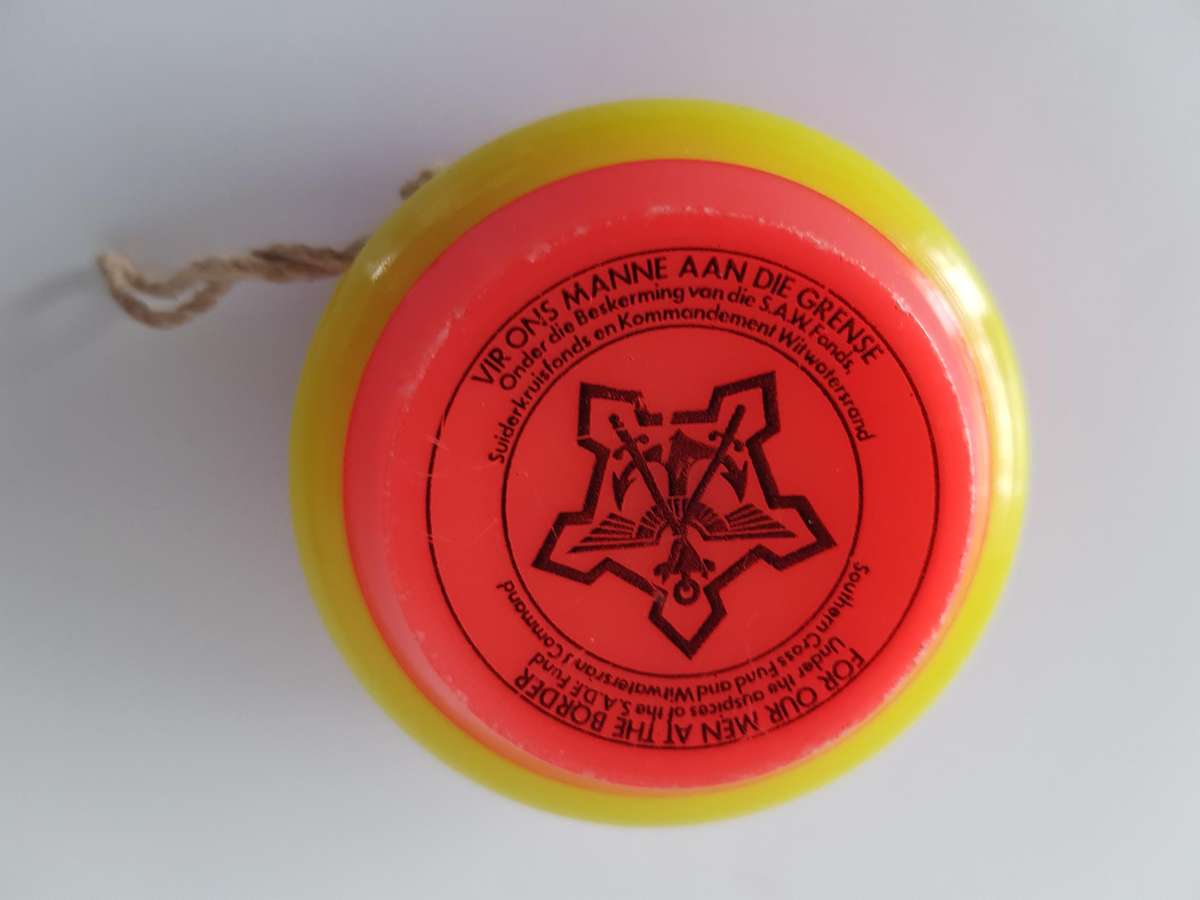 VIR ONS MANNE AAN DIE GRENSE
Onder die Beskerming van die S.A.W. Fonds,
Suiderkruisfonds en Kommandement Witwatersrand
FOR OUR MEN AT THE BORDER
Under the auspices of the S.A.D.F. Fund
Southern Cross Fund and Witwatersrand Command